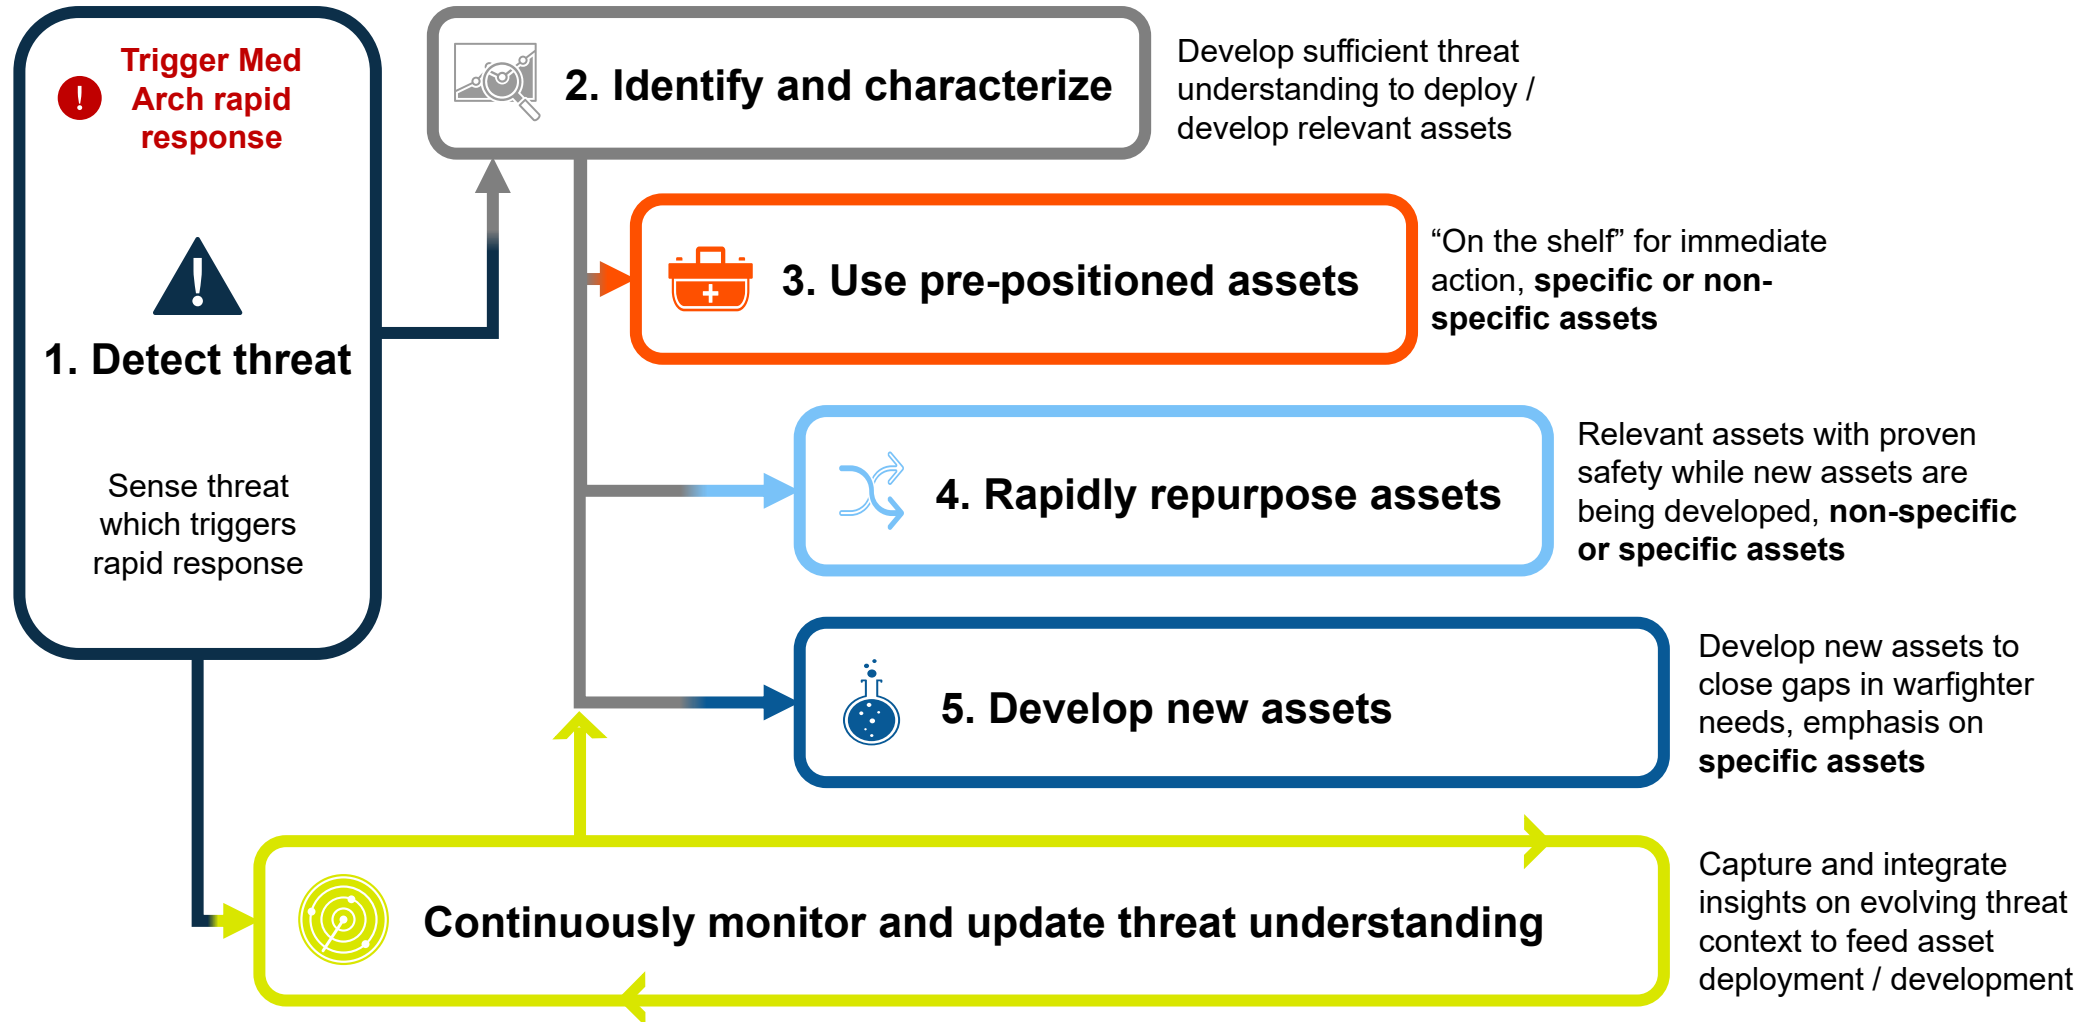 Trigger Med
Arch rapid
response
1. Detect threat
Sense threat
which triggers
rapid response
2. Identify and characterize
Develop sufficient threat
understanding to deploy /
develop relevant assets
3. Use pre-positioned assets
“On the shelf” for immediate
action, specific or non-
specific assets
4. Rapidly repurpose assets
Relevant assets with proven
safety while new assets are
being developed, non-specific
or specific assets
5. Develop new assets
Develop new assets to
close gaps in warfighter
needs, emphasis on
specific assets
Continuously monitor and update threat understanding
Capture and integrate
insights on evolving threat
context to feed asset
deployment / development